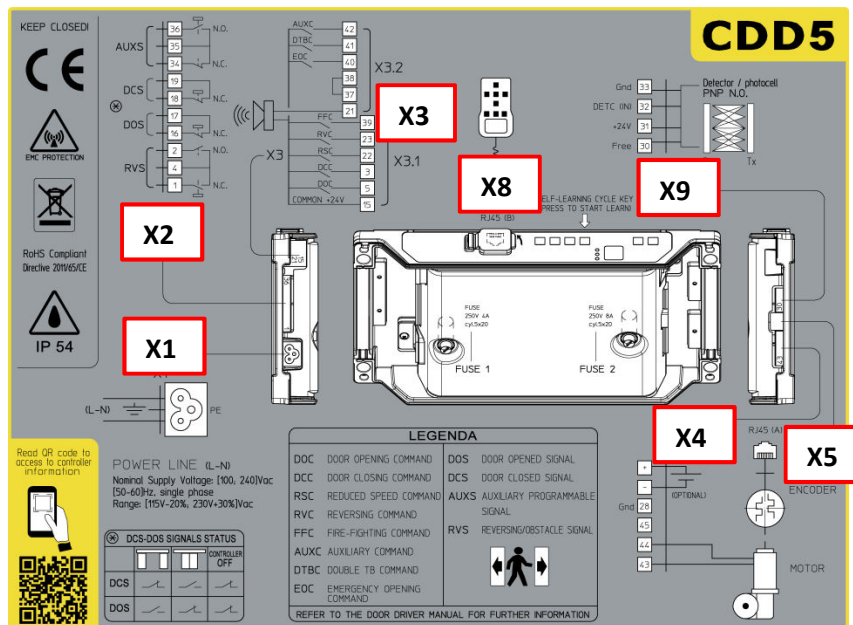 KEEP CLOSED!
EMC PROTECTION
RoHS Compliant
Directive 2011/65/CE
IP 54
Read QR code to
access to controller
information
CDD5
AUXS
36
N.O.
35
34
N.C.
DCS
19
18
N.C.
DOS
17
16
N.C.
RVS
2
N.O.
4
1
N.C.
AUXC
42
DTBC
41
EOC
40
38
37
21
X3.2
FFC
39
RVC
23
RSC
22
DCC
3
DOC
5
COMMON +24V
15
X3.1
X3
X3
X8
X9
X2
X1
X4
X5
Gnd
33
DETC (IN)
32
+24V
31
Free
30
Detector / photocell
PNP N.O.
Tx
SELF-LEARNING CYCLE KEY
(PRESS TO START LEARN)
RJ45 (B)
FUSE
250V 4A
cyl.5x20
FUSE 1
FUSE
250V 8A
cyl.5x20
FUSE 2
(L-N)
PE
POWER LINE (L-N)
Nominal Supply Voltage: [100, 240]Vac
[50-60]Hz, single phase
Range: [115V-20%, 230V+30%]Vac
DCS-DOS SIGNALS STATUS
CONTROLLER
OFF
DCS
DOS
LEGENDA
DOC DOOR OPENING COMMAND
DCC DOOR CLOSING COMMAND
RSC REDUCED SPEED COMMAND
RVC REVERSING COMMAND
FFC FIRE-FIGHTING COMMAND
AUXC AUXILIARY COMMAND
DTBC DOUBLE TB COMMAND
EOC EMERGENCY OPENING
COMMAND
DOS DOOR OPENED SIGNAL
DCS DOOR CLOSED SIGNAL
AUXS AUXILIARY PROGRAMMABLE
SIGNAL
RVS REVERSING/OBSTACLE SIGNAL
REFER TO THE DOOR DRIVER MANUAL FOR FURTHER INFORMATION
+
-
(OPTIONAL)
Gnd
28
45
44
43
RJ45 (A)
ENCODER
MOTOR